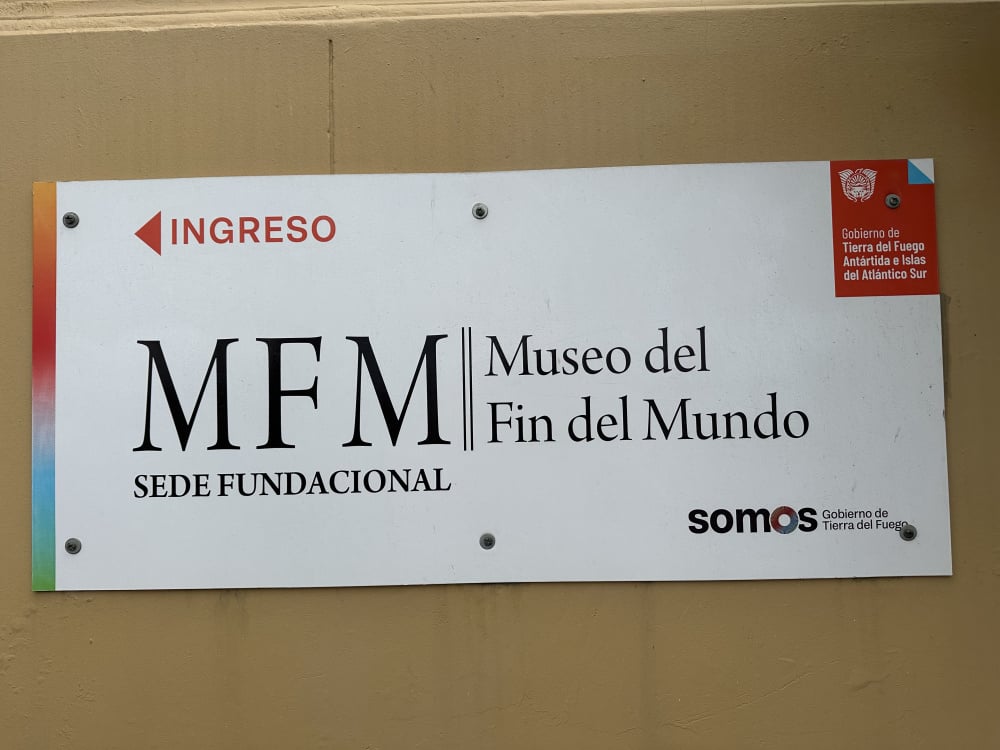 INGRESO
Gobierno de
Tierra del Fuego
Antártida e Islas
del Atlántico Sur
MFM
Museo del
Fin del Mundo
SEDE FUNDACIONAL
somos
Gobierno de
Tierra del Fuego